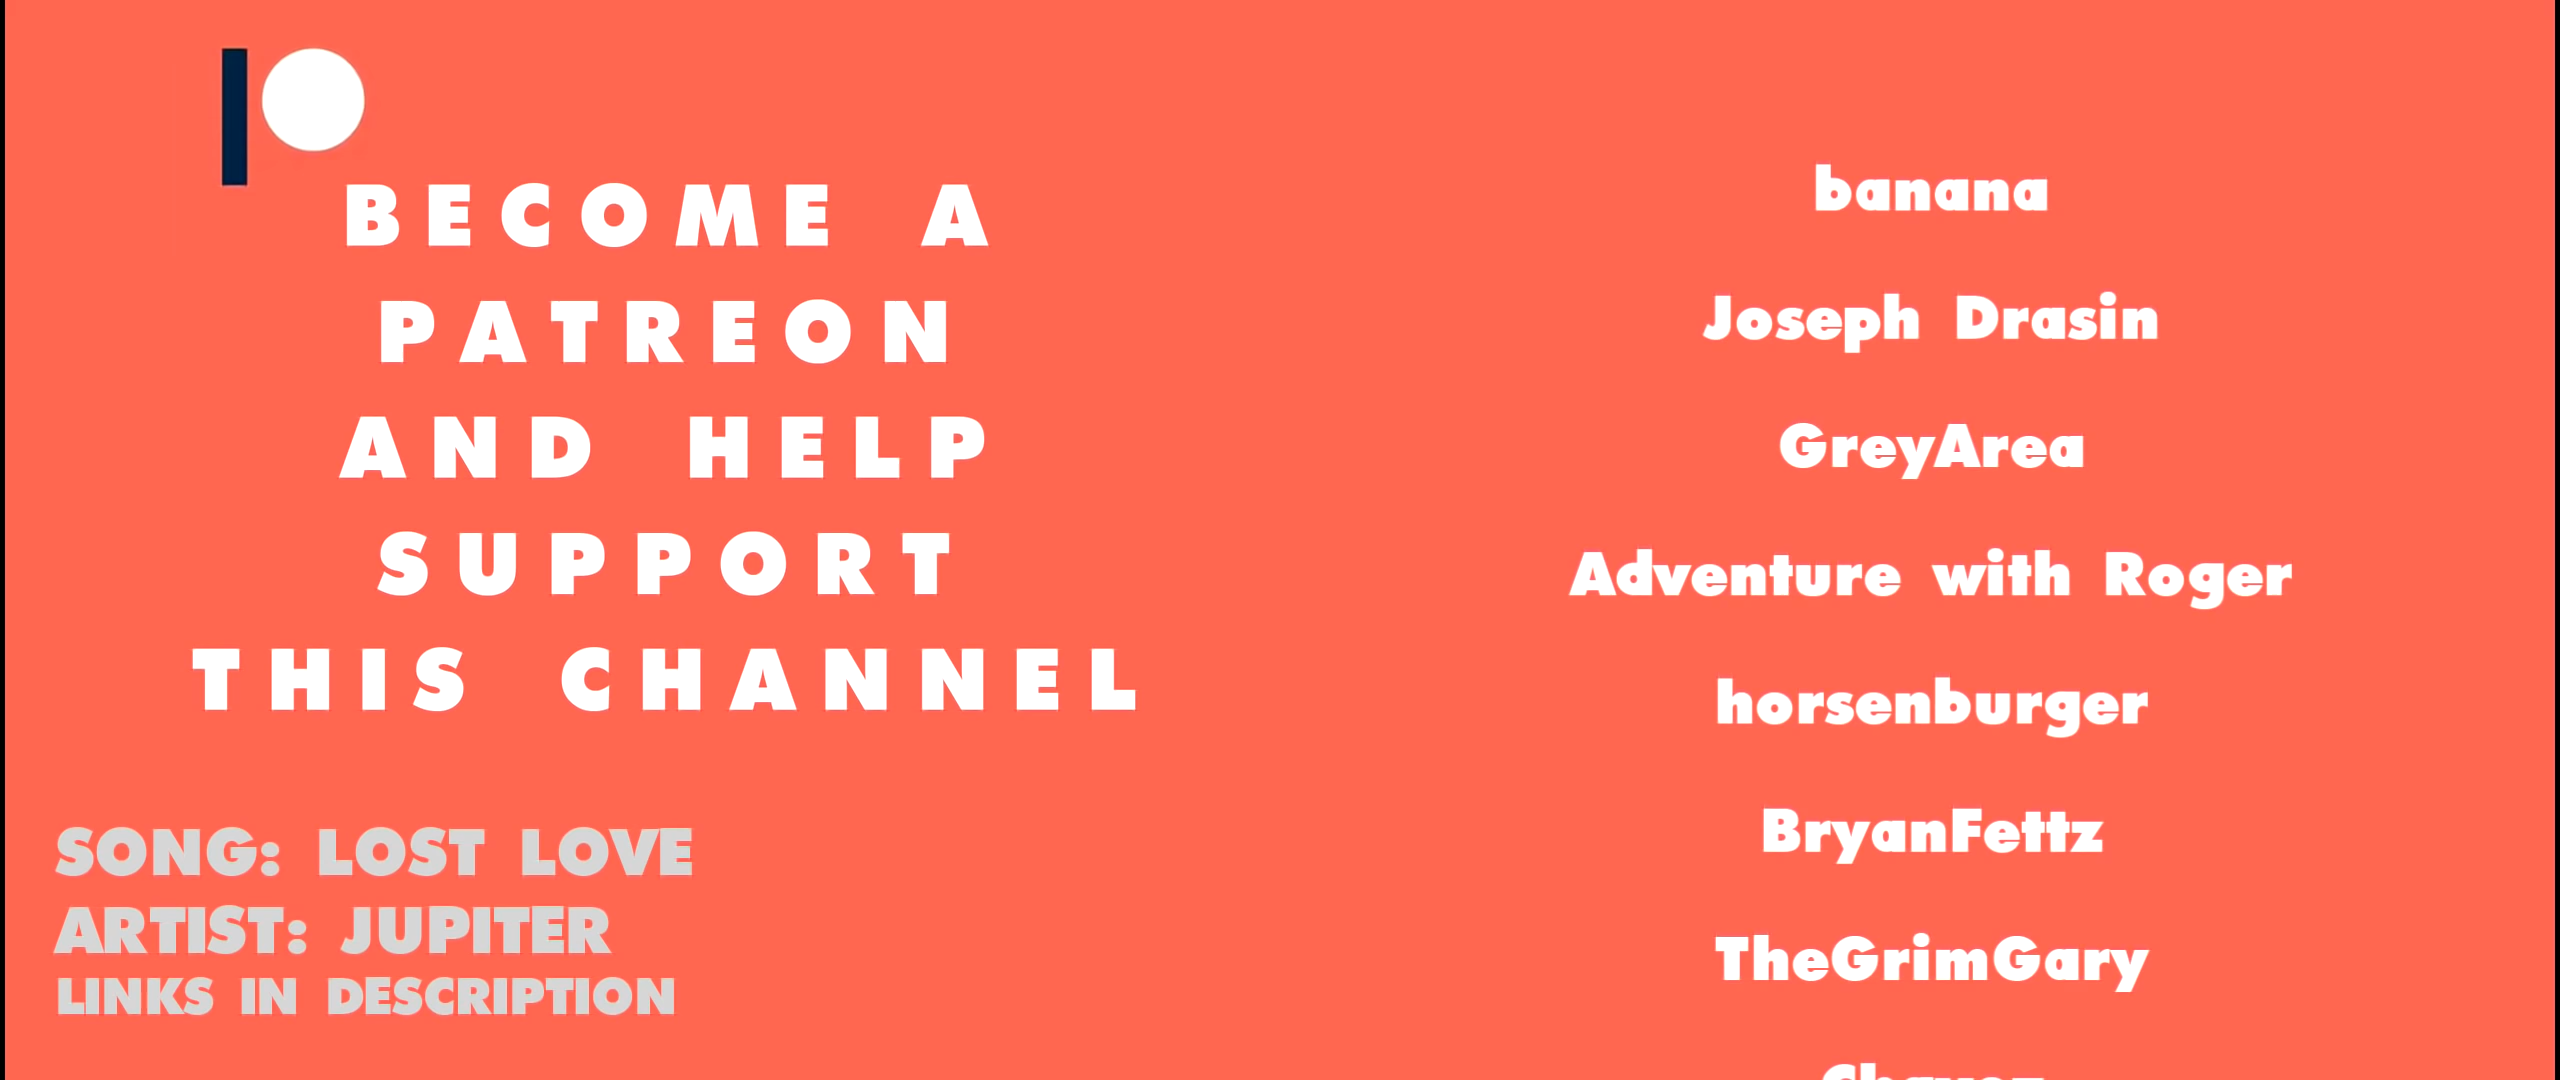 BECOME A
PATREON
AND HELP
SUPPORT
THIS CHANNEL
SONG: LOST LOVE
ARTIST: JUPITER
LINKS IN DESCRIPTION
banana
Joseph Drasin
GreyArea
Adventure with Roger
horsenburger
BryanFettz
TheGrimGary